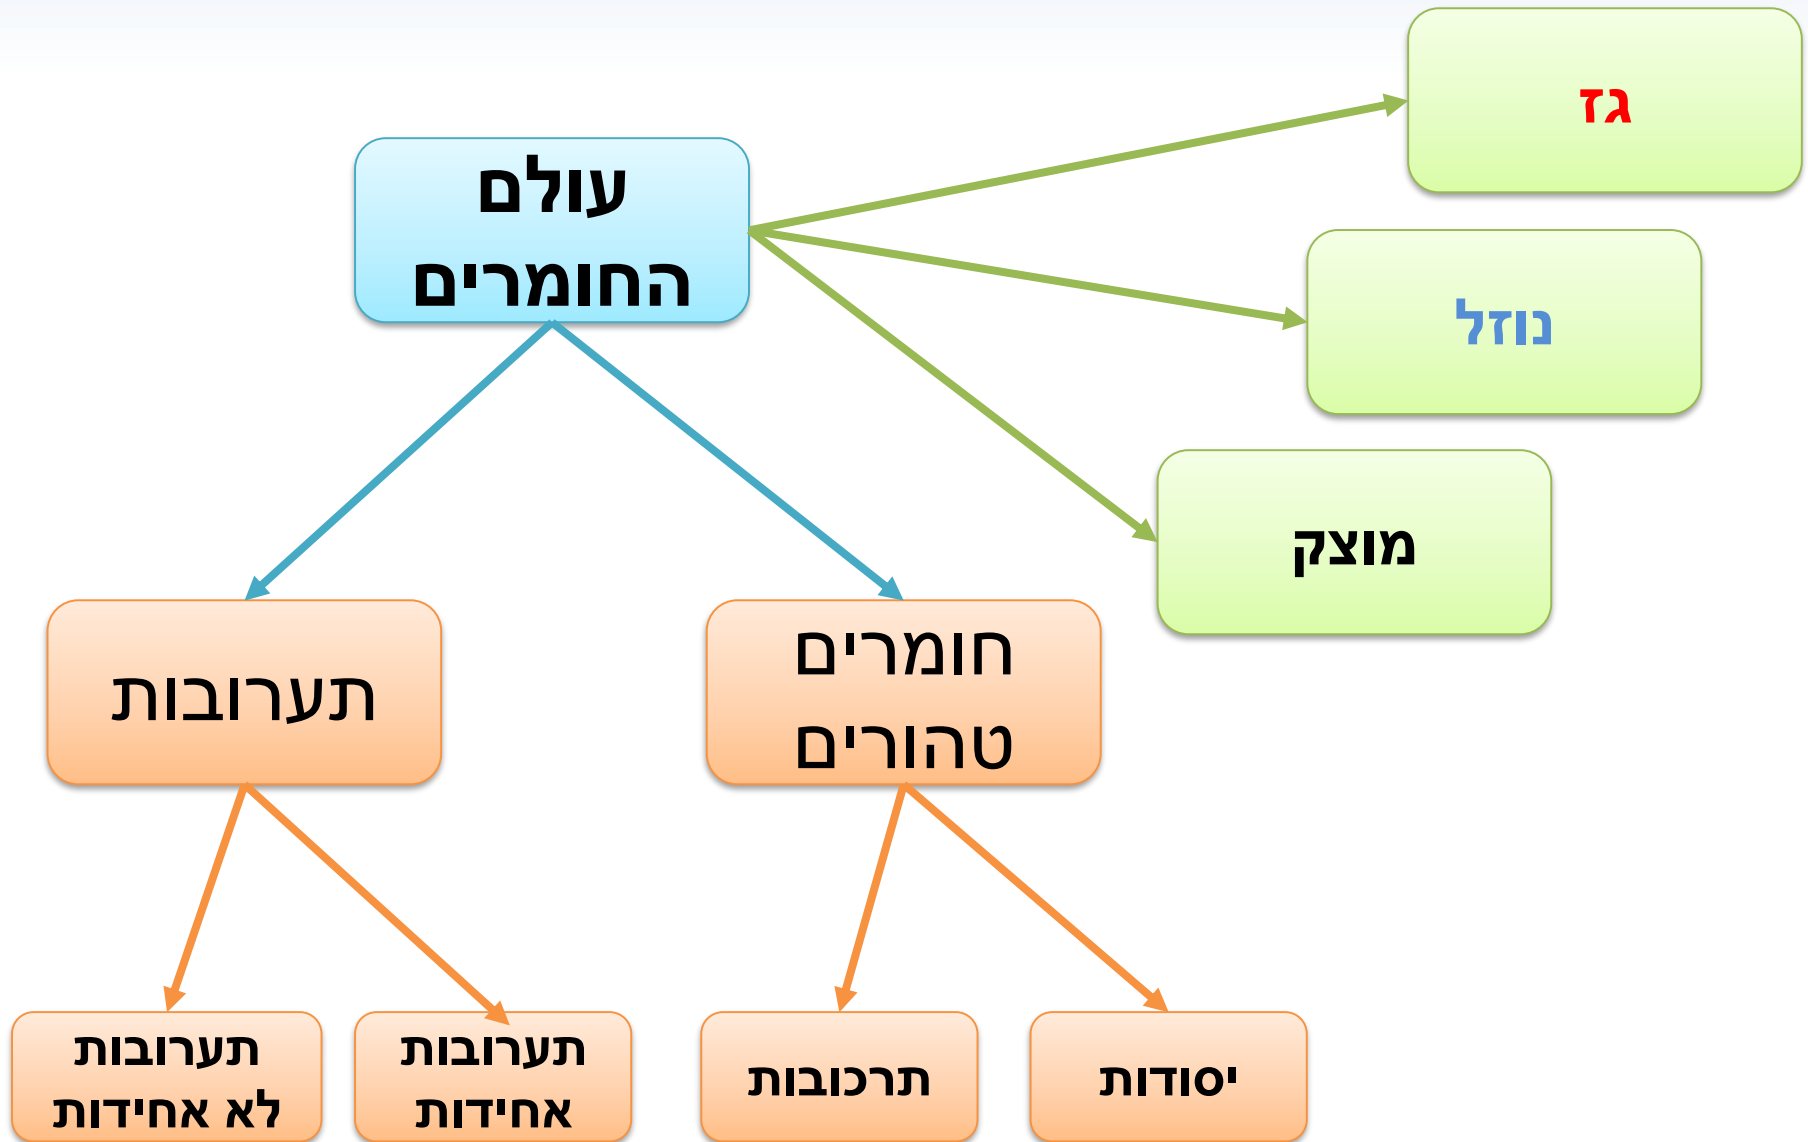 גז
עולם
החומרים
נוזל
מוצק
חומרים
טהורים
תערובות
יסודות
תרכובות
תערובות
אחידות
תערובות
לא אחידות